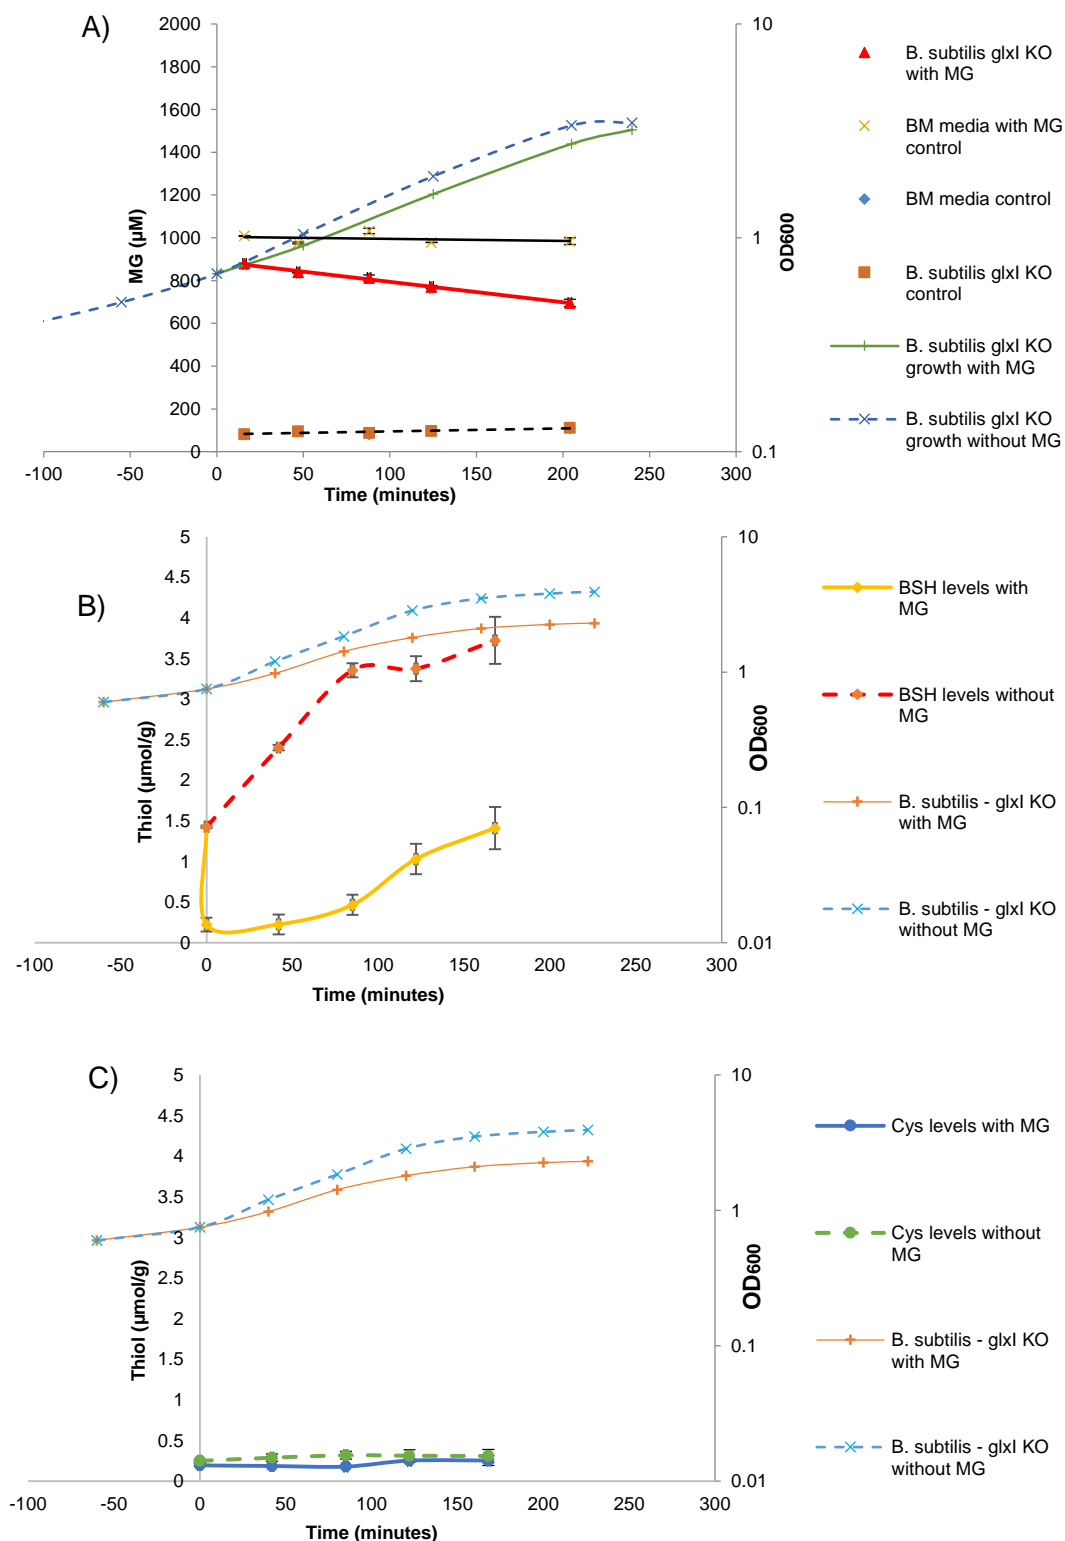 A)
2000
1800
1600
1400
1200
1000
800
600
400
200
0
MG (µM)
10
1
0.1
OD600
-100 -50 0 50 100 150 200 250 300
Time (minutes)
B. subtilis glxI KO
with MG
BM media with MG
control
BM media control
B. subtilis glxI KO
control
B. subtilis glxI KO
growth with MG
B. subtilis glxI KO
growth without MG
B)
5
4.5
4
3.5
3
2.5
2
1.5
1
0.5
0
Thiol (µmol/g)
10
1
0.1
0.01
OD600
-100 -50 0 50 100 150 200 250 300
Time (minutes)
BSH levels with
MG
BSH levels without
MG
B. subtilis - glxI KO
with MG
B. subtilis - glxI KO
without MG
C)
5
4.5
4
3.5
3
2.5
2
1.5
1
0.5
0
Thiol (µmol/g)
10
1
0.1
0.01
OD600
-100 -50 0 50 100 150 200 250 300
Time (minutes)
Cys levels with MG
Cys levels without
MG
B. subtilis - glxI KO
with MG
B. subtilis - glxI KO
without MG